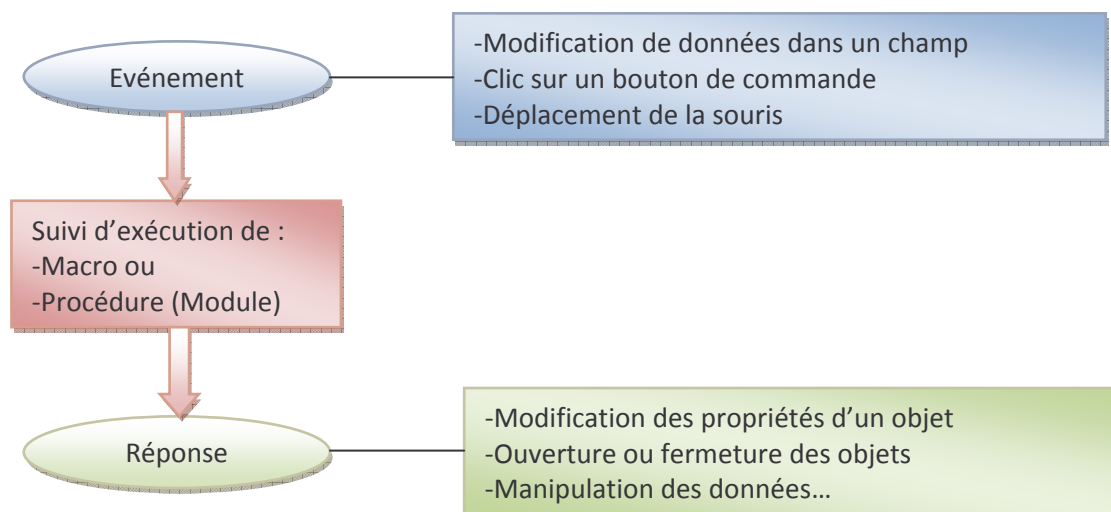 Evénement
-Modification de données dans un champ
-Clic sur un bouton de commande
-Déplacement de la souris
Suivi d’exécution de :
-Macro ou
-Procédure (Module)
Réponse
-Modification des propriétés d’un objet
-Ouverture ou fermeture des objets
-Manipulation des données…